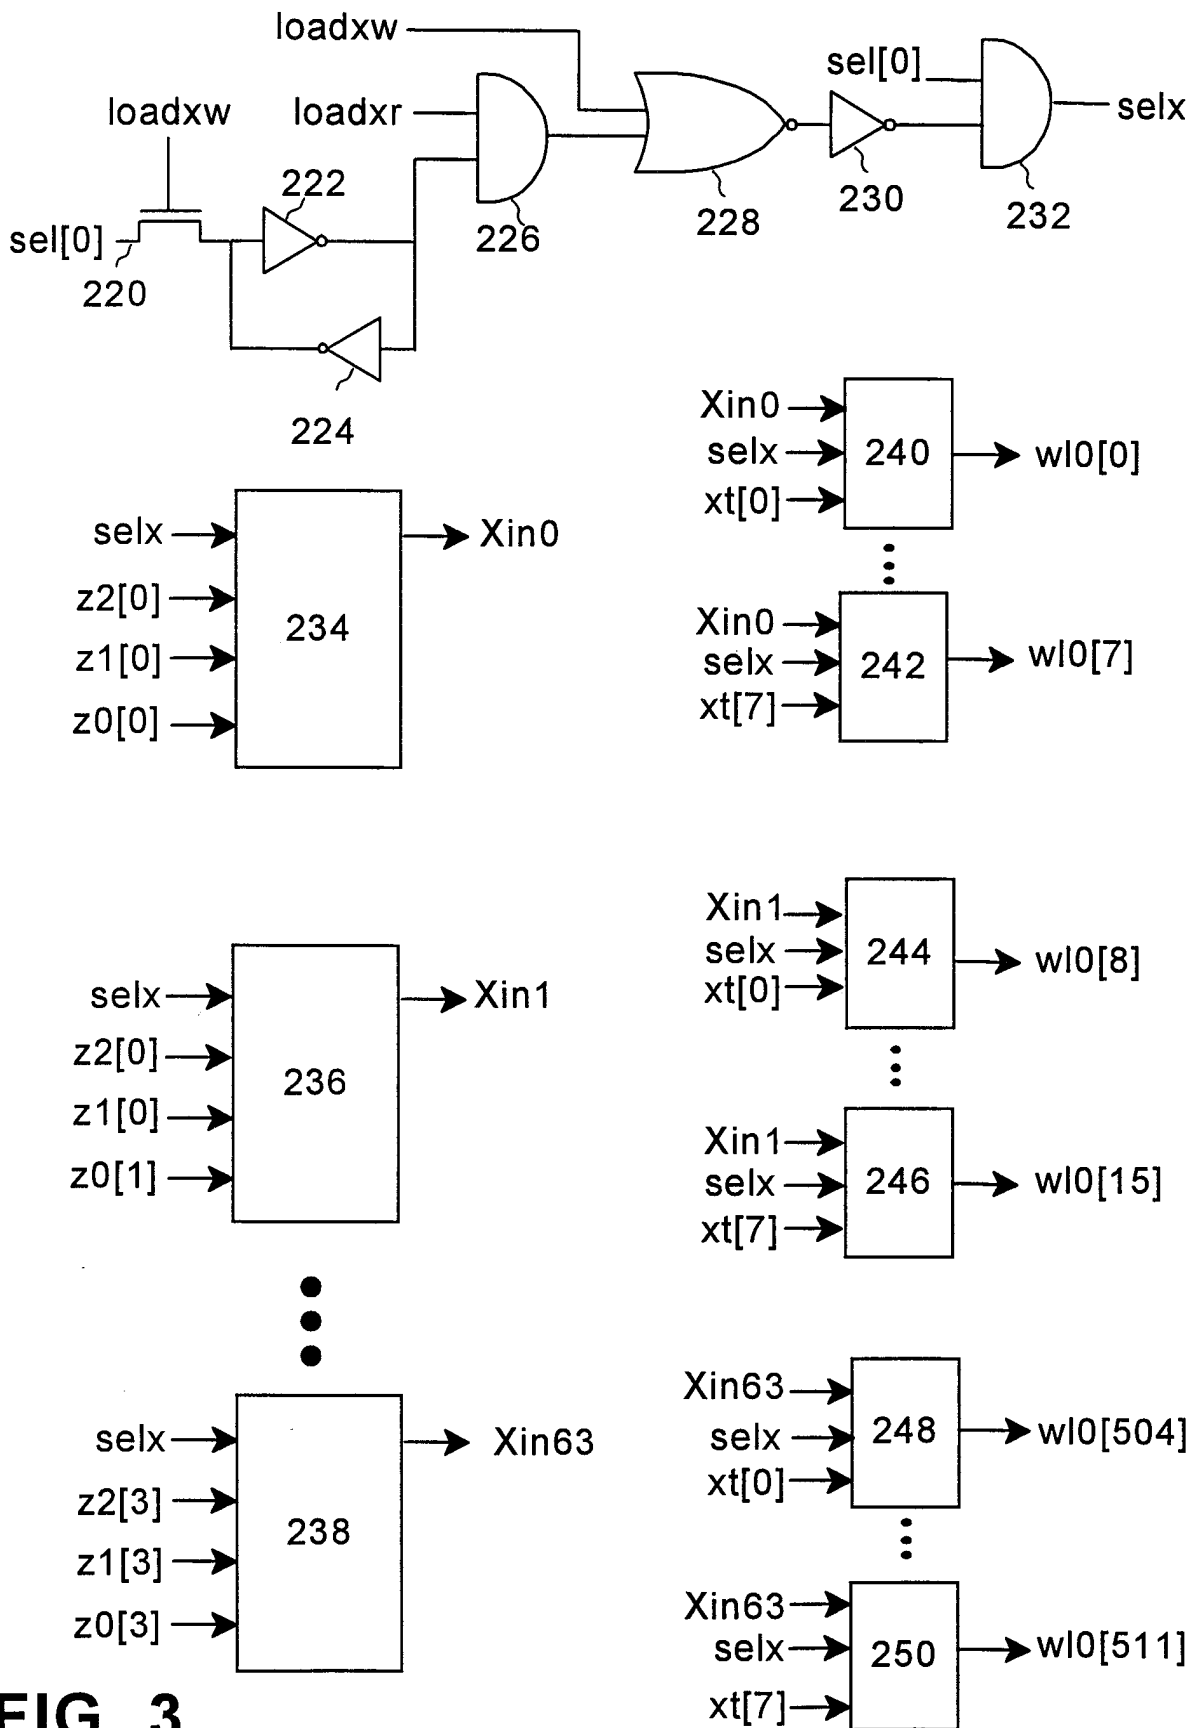 loadxw
sel[0]
selx
loadxw
loadxr
222
230
sel[0]
226
228
232
220
224
Xin0
selx
xt[0]
240
wl0[0]
selx
z2[0]
z1[0]
z0[0]
234
Xin0
Xin0
selx
xt[7]
242
wl0[7]
Xin1
selx
xt[0]
244
wl0[8]
selx
z2[0]
z1[0]
z0[1]
236
Xin1
Xin1
selx
xt[7]
246
wl0[15]
Xin63
selx
xt[0]
248
wl0[504]
selx
z2[3]
z1[3]
z0[3]
238
Xin63
Xin63
selx
xt[7]
250
wl0[511]
FIG. 3